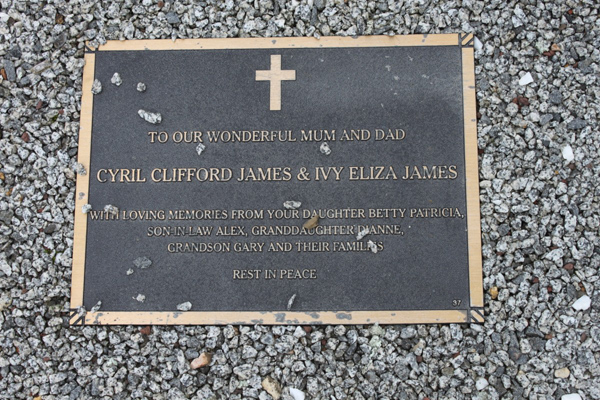 TO OUR WONDERFUL MUM AND DAD
CYRIL CLIFFORD JAMES & IVY ELIZA JAMES
WITH LOVING MEMORIES FROM YOUR DAUGHTER BETTY PATRICIA,
SON-IN-LAW ALEX, GRANDDAUGHTER DIANNE,
GRANDSON GARY AND THEIR FAMILIES
REST IN PEACE
57